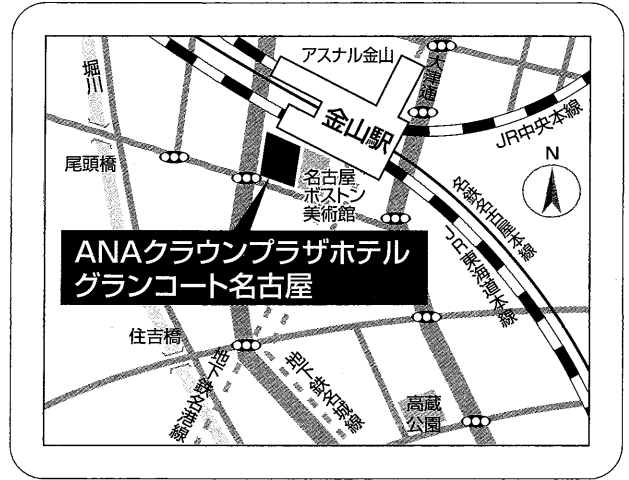 アスナル金山
大津通
堀川
金山駅
JR中央本線
尾頭橋
N
名古屋
ボストン
美術館
名鉄名古屋本線
JR東海道本線
ANAクラウンプラザホテル
グランコート名古屋
住吉橋
地下鉄名港線
地下鉄名城線
高蔵
公園